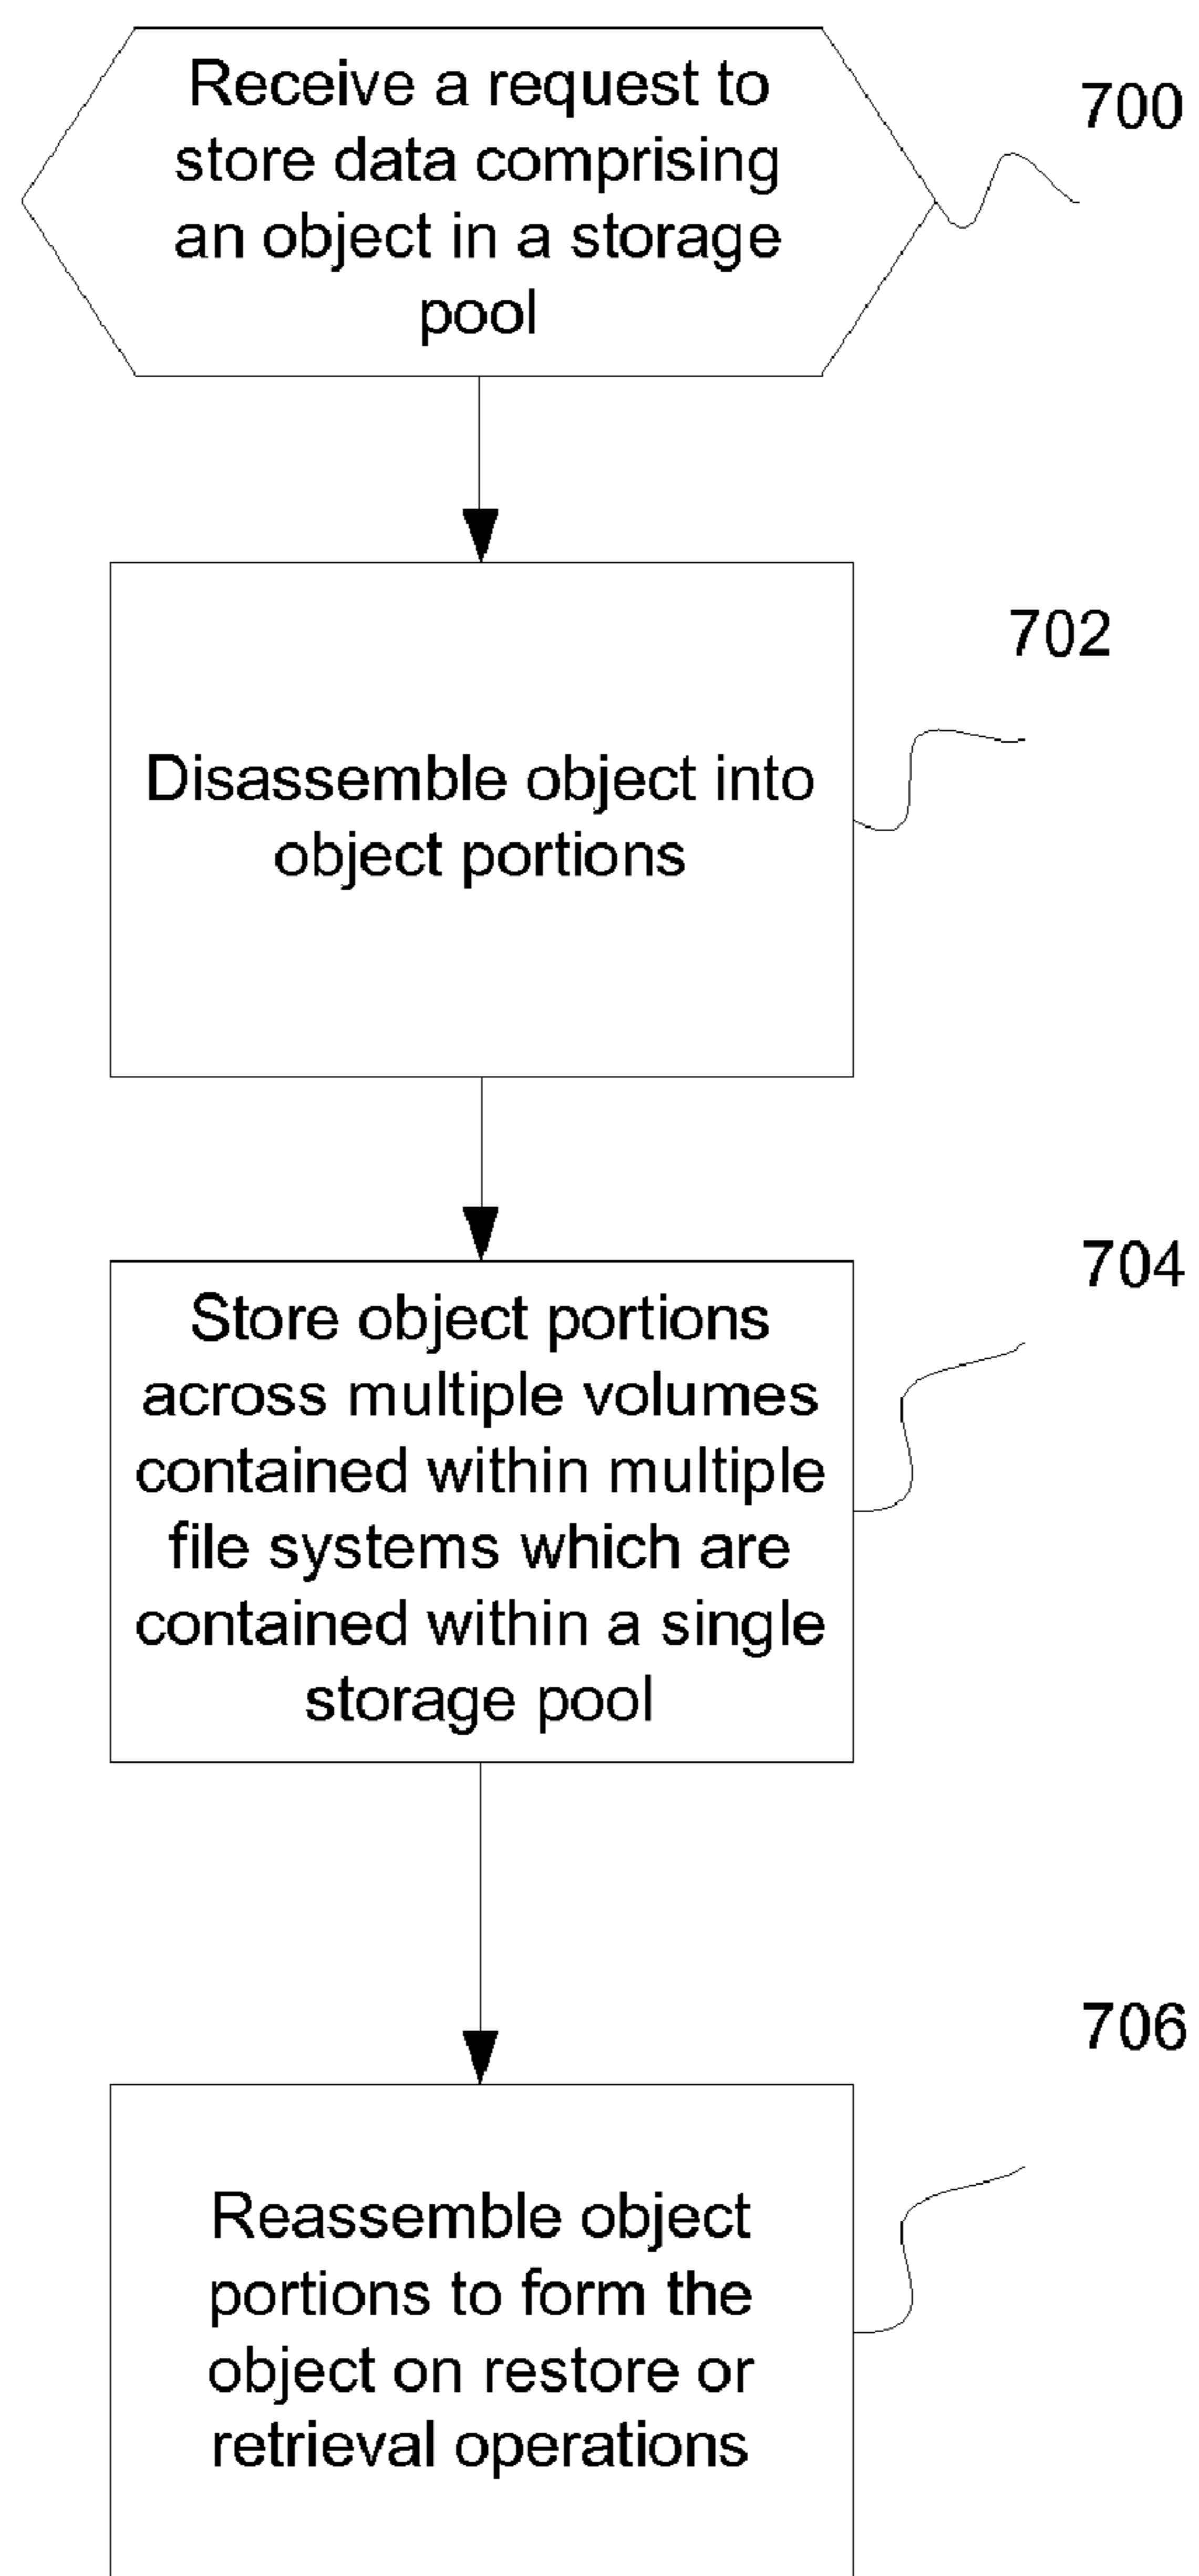 Receive a request to
store data comprising
an object in a storage
pool
700
Disassemble object into
object portions
702
Store object portions
across multiple volumes
contained within multiple
file systems which are
contained within a single
storage pool
704
Reassemble object
portions to form the
object on restore or
retrieval operations
706